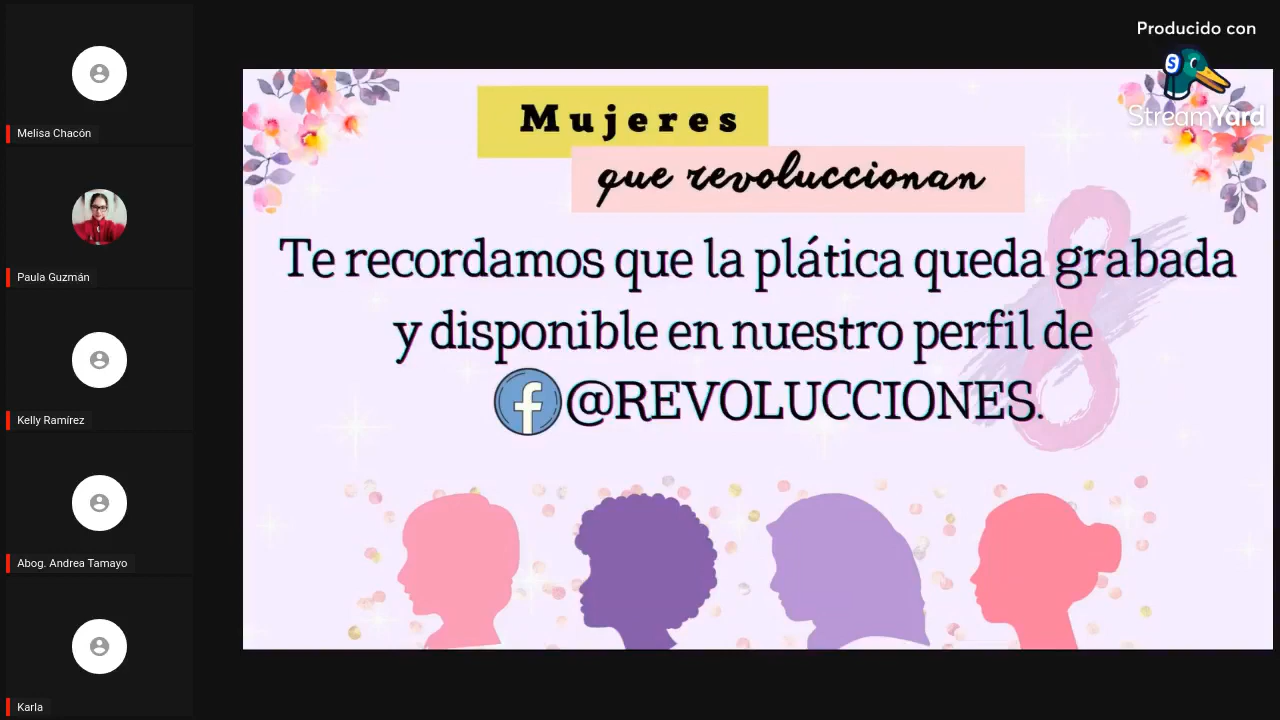 Producido con
StreamYard
Melisa Chacón
Paula Guzmán
Kelly Ramírez
Abog. Andrea Tamayo
Karla
Mujeres
que revoluccionan
Te recordamos que la plática queda grabada
y disponible en nuestro perfil de
@REVOLUCCIONES.